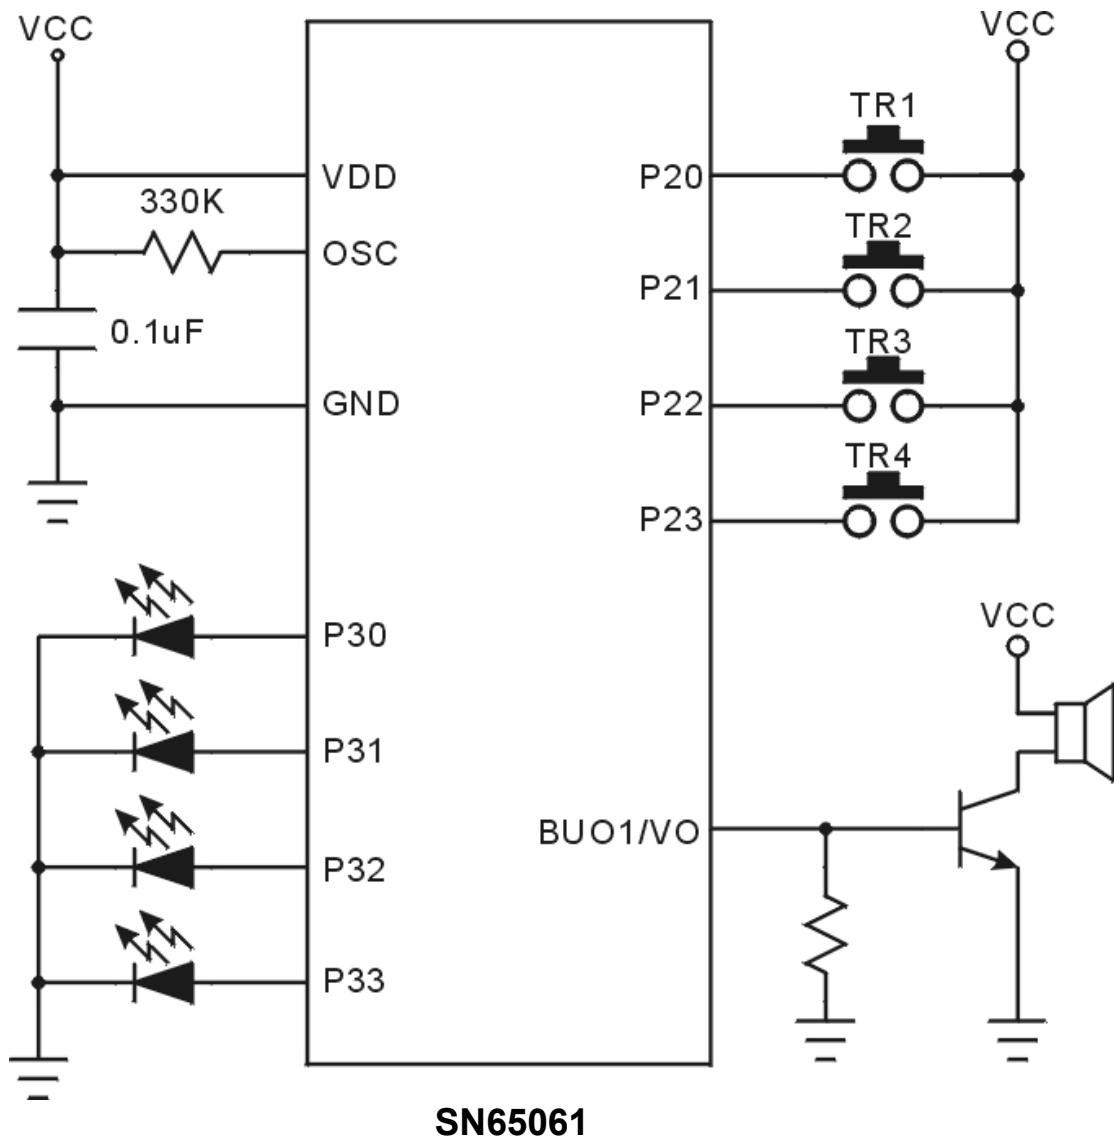 VCC
VCC
TR1
VDD
P20
330K
TR2
OSC
P21
0.1uF
TR3
GND
P22
TR4
P23
P30
VCC
P31
BUO1/VO
P32
P33
SN65061